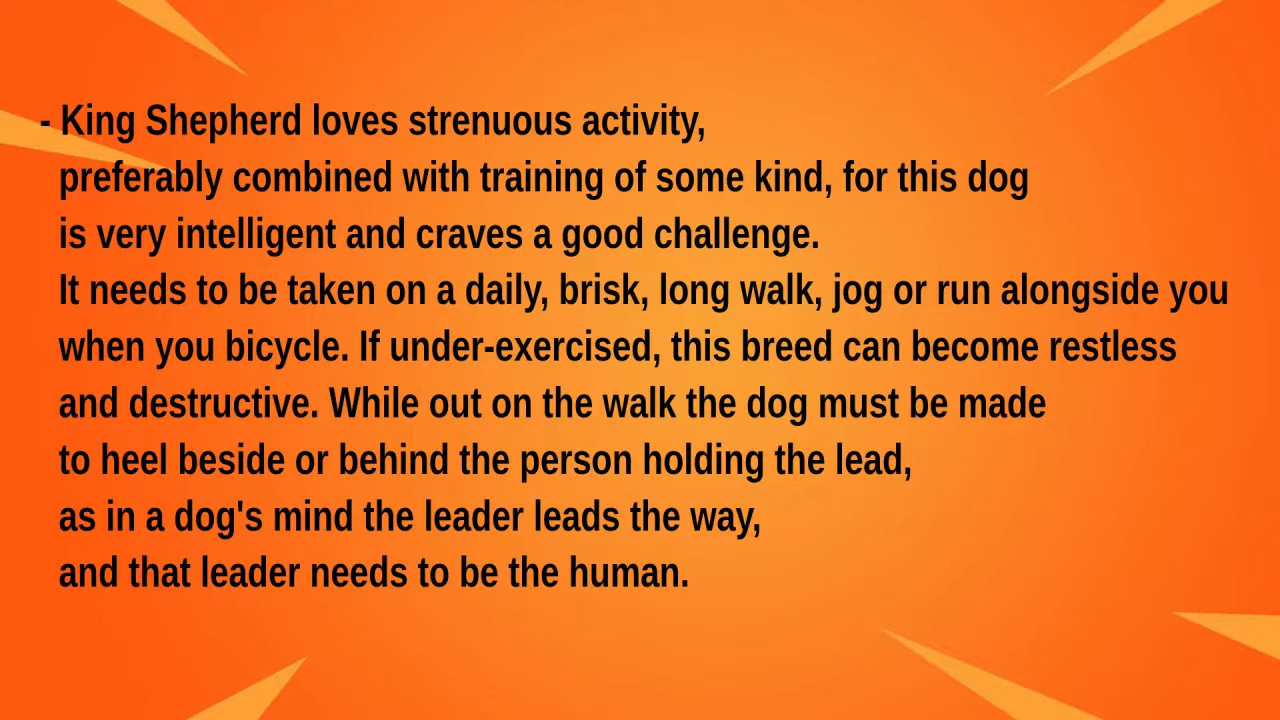 - King Shepherd loves strenuous activity,
preferably combined with training of some kind, for this dog
is very intelligent and craves a good challenge.
It needs to be taken on a daily, brisk, long walk, jog or run alongside you
when you bicycle. If under-exercised, this breed can become restless
and destructive. While out on the walk the dog must be made
to heel beside or behind the person holding the lead,
as in a dog's mind the leader leads the way,
and that leader needs to be the human.